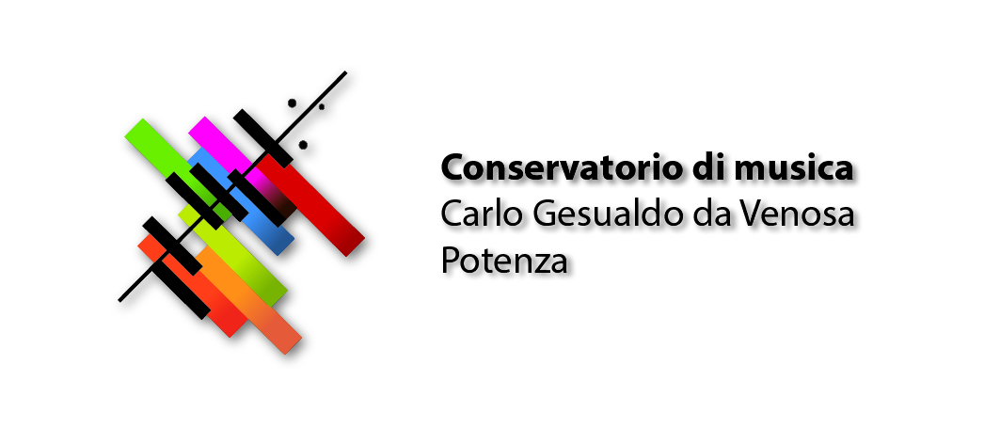 Conservatorio di musica
Carlo Gesualdo da Venosa
Potenza